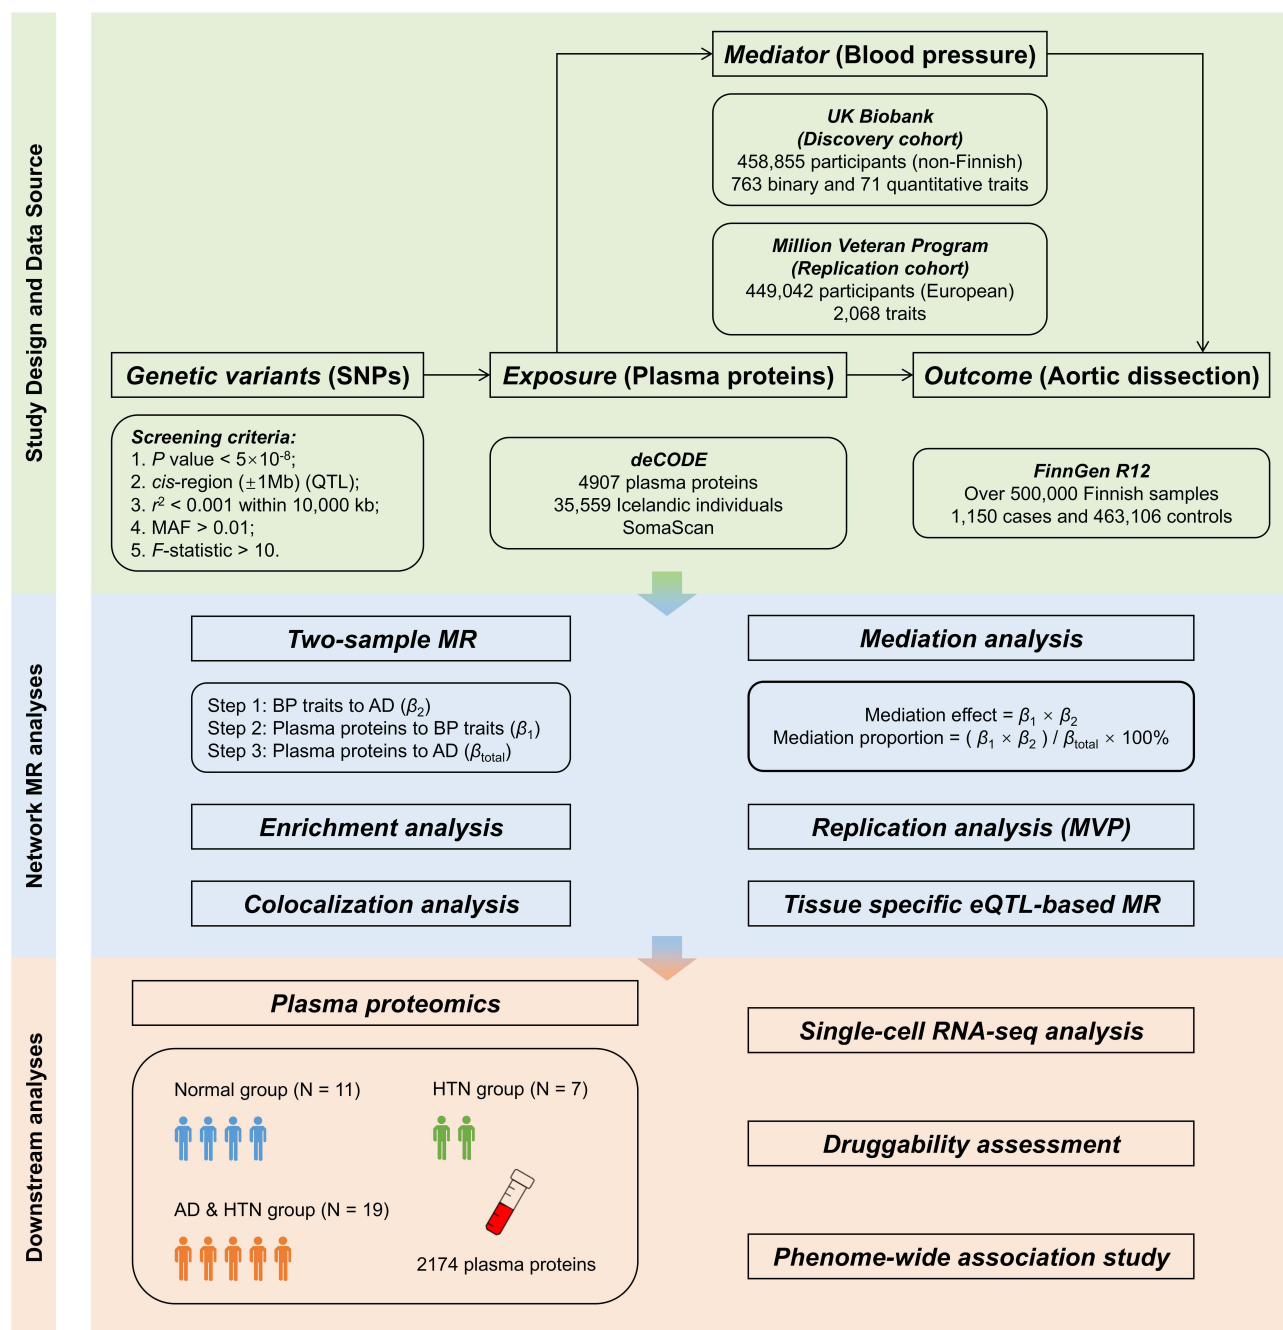 Study Design and Data Source
Mediator (Blood pressure)
UK Biobank
(Discovery cohort)
458,855 participants (non-Finnish)
763 binary and 71 quantitative traits
Million Veteran Program
(Replication cohort)
449,042 participants (European)
2,068 traits
Genetic variants (SNPs)
Exposure (Plasma proteins)
Outcome (Aortic dissection)
Screening criteria:
1. P value < 5×10⁻⁸;
2. cis-region (±1Mb) (QTL);
3. r² < 0.001 within 10,000 kb;
4. MAF > 0.01;
5. F-statistic > 10.
deCODE
4907 plasma proteins
35,559 Icelandic individuals
SomaScan
FinnGen R12
Over 500,000 Finnish samples
1,150 cases and 463,106 controls
Network MR analyses
Two-sample MR
Step 1: BP traits to AD (β₂)
Step 2: Plasma proteins to BP traits (β₁)
Step 3: Plasma proteins to AD (βtotal)
Mediation analysis
Mediation effect = β₁ × β₂
Mediation proportion = ( β₁ × β₂ ) / βtotal × 100%
Enrichment analysis
Replication analysis (MVP)
Colocalization analysis
Tissue specific eQTL-based MR
Downstream analyses
Plasma proteomics
Normal group (N = 11)
HTN group (N = 7)
AD & HTN group (N = 19)
2174 plasma proteins
Single-cell RNA-seq analysis
Druggability assessment
Phenome-wide association study